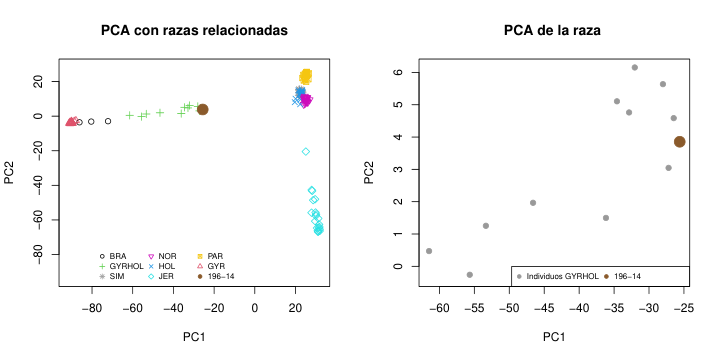 PCA con razas relacionadas
PC2
20
0
−20
−40
−60
−80
BRA
GYRHOL
SIM
NOR
HOL
JER
PAR
GYR
196−14
−80
−60
−40
−20
0
20
PC1
PCA de la raza
PC2
6
5
4
3
2
1
0
Individuos GYRHOL
196−14
−60
−55
−50
−45
−40
−35
−30
−25
PC1